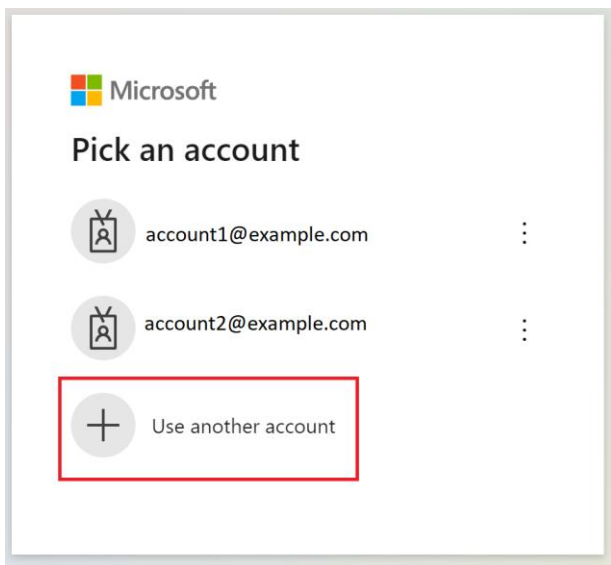 Microsoft
Pick an account
account1@example.com
account2@example.com
Use another account